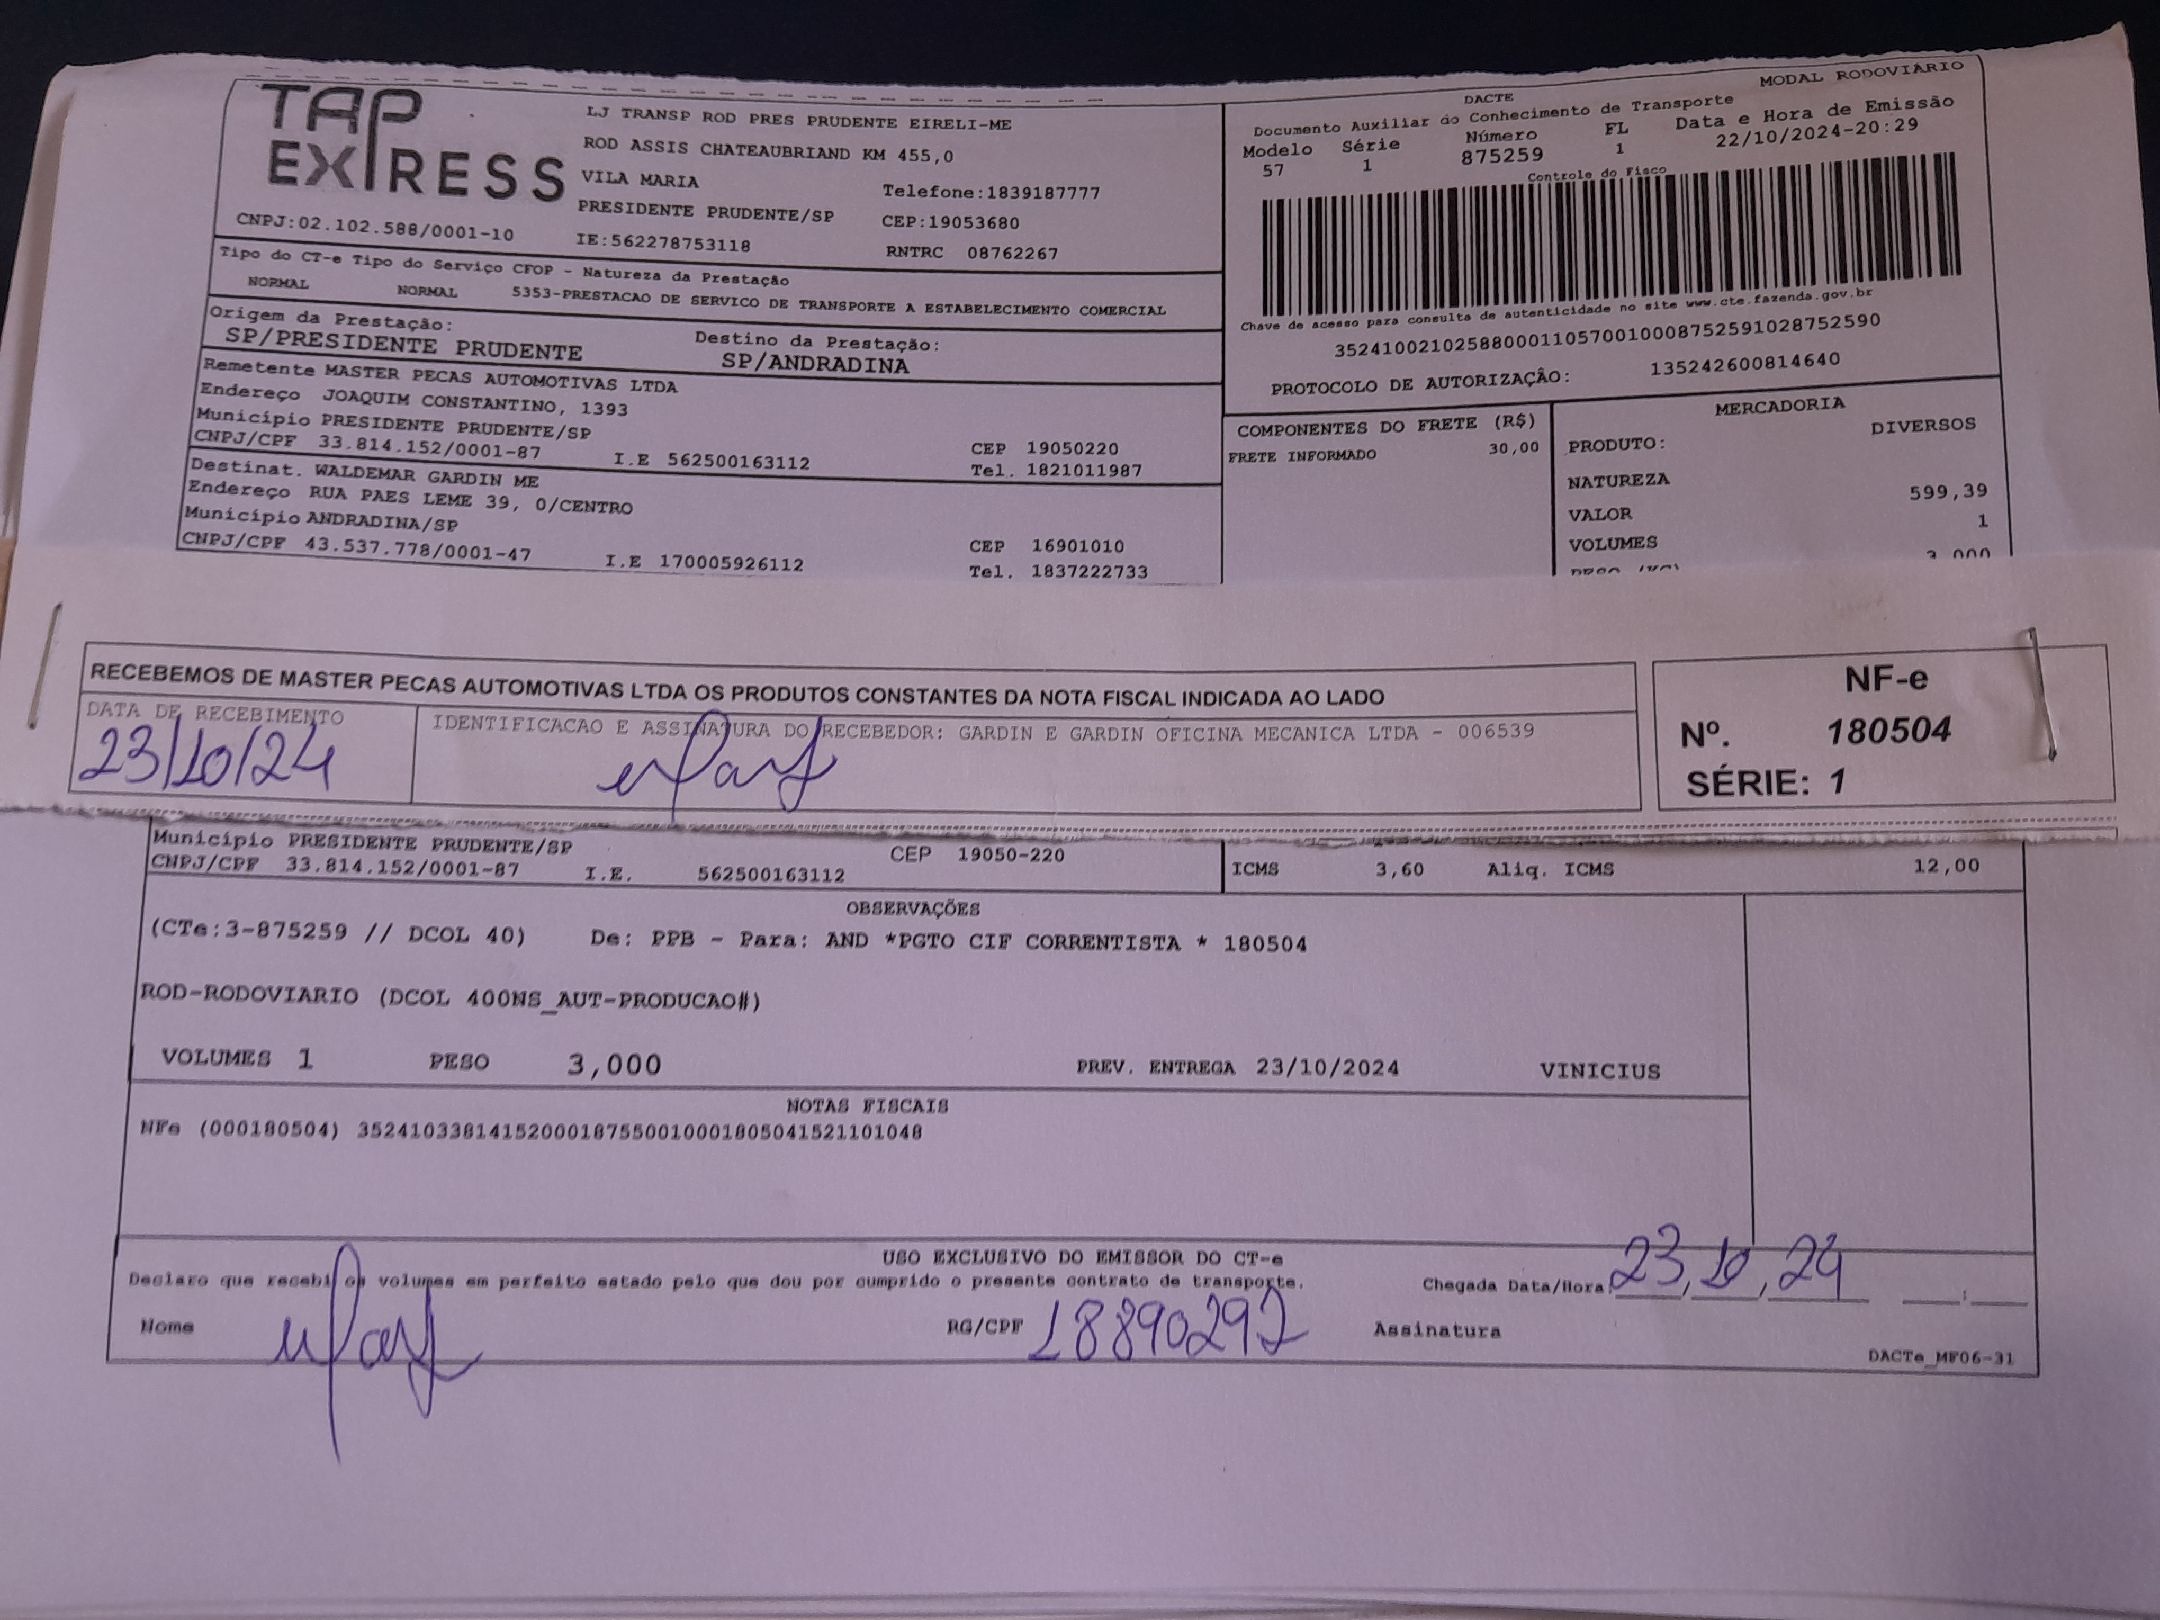 TAP EXPRESS
LJ TRANSP ROD PRES PRUDENTE EIRELI-ME
ROD ASSIS CHATEAUBRIAND KM 455,0
VILA MARIA
Telefone:1839187777
PRESIDENTE PRUDENTE/SP
CEP:19053680
CNPJ:02.102.588/0001-10
IE:562278753118
RNTRC 08762267
Tipo do CT-e Tipo do Serviço CFOP - Natureza da Prestação
NORMAL NORMAL 5353-PRESTACAO DE SERVICO DE TRANSPORTE A ESTABELECIMENTO COMERCIAL
Origem da Prestação:
SP/PRESIDENTE PRUDENTE
Destino da Prestação:
SP/ANDRADINA
Remetente MASTER PECAS AUTOMOTIVAS LTDA
Endereço JOAQUIM CONSTANTINO, 1393
Município PRESIDENTE PRUDENTE/SP
CEP 19050220
CNPJ/CPF 33.814.152/0001-87 I.E 562500163112 Tel. 1821011987
Destinat. WALDEMAR GARDIN ME
Endereço RUA PAES LEME 39, 0/CENTRO
Município ANDRADINA/SP
CEP 16901010
CNPJ/CPF 43.537.778/0001-47 I.E 170005926112 Tel. 1837222733
MODAL RODOVIÁRIO
DACTE
Documento Auxiliar do Conhecimento de Transporte
Modelo Série Número FL Data e Hora de Emissão
57 1 875259 1 22/10/2024-20:29
Controle do Fisco
Chave de acesso para consulta de autenticidade no site www.cte.fazenda.gov.br
35241002102588000110570010008752591028752590
PROTOCOLO DE AUTORIZAÇÂO: 135242600814640
COMPONENTES DO FRETE (R$)
FRETE INFORMADO 30,00
MERCADORIA
PRODUTO: DIVERSOS
NATUREZA
VALOR 599,39
VOLUMES 1
PESO (KG) 3,000
RECEBEMOS DE MASTER PECAS AUTOMOTIVAS LTDA OS PRODUTOS CONSTANTES DA NOTA FISCAL INDICADA AO LADO
DATA DE RECEBIMENTO
23/10/24
IDENTIFICACAO E ASSINATURA DO RECEBEDOR: GARDIN E GARDIN OFICINA MECANICA LTDA - 006539
NF-e
Nº. 180504
SÉRIE: 1
Município PRESIDENTE PRUDENTE/SP CEP 19050-220
CNPJ/CPF 33.814.152/0001-87 I.E. 562500163112
ICMS 3,60 Aliq. ICMS 12,00
OBSERVAÇÕES
(CTe:3-875259 // DCOL 40) De: PPB - Para: AND *PGTO CIF CORRENTISTA * 180504
ROD-RODOVIARIO (DCOL 400NS_AUT-PRODUCAO#)
VOLUMES 1 PESO 3,000 PREV. ENTREGA 23/10/2024 VINICIUS
NOTAS FISCAIS
NFe (000180504) 35241033814152000187550010001805041521101048
USO EXCLUSIVO DO EMISSOR DO CT-e
Declaro que recebi os volumes em perfeito estado pelo que dou por cumprido o presente contrato de transporte.
Chegada Data/Hora: 23,10,24
Nome
RG/CPF 18890292
Assinatura
DACTe_MF06-31